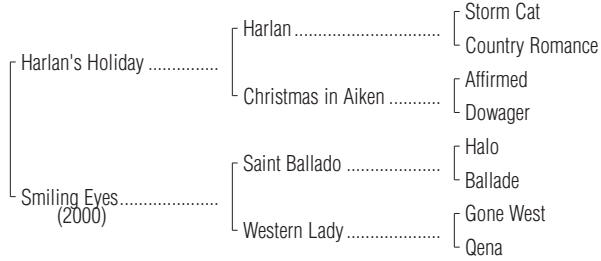 Storm Cat
Harlan ..................................
Country Romance
Harlan's Holiday ................
Affirmed
Christmas in Aiken ...........
Dowager
Halo
Saint Ballado ....................
Ballade
Smiling Eyes......................
(2000)
Gone West
Western Lady ....................
Qena